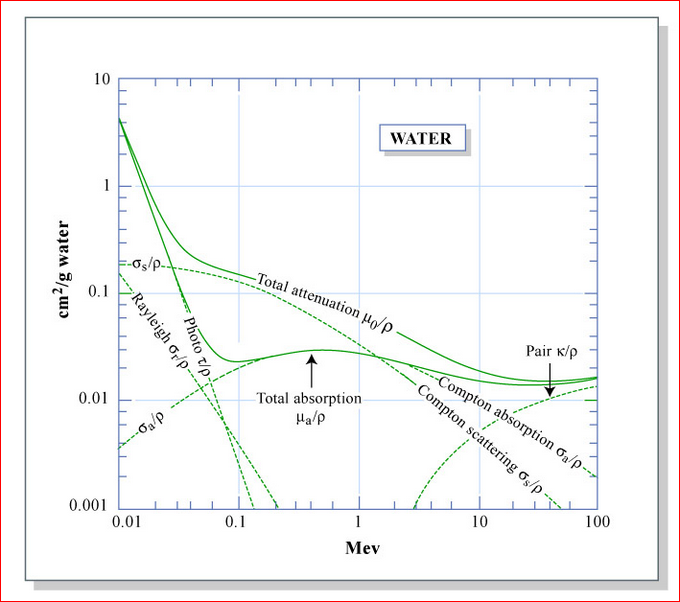 WATER
10
1
0.1
0.01
0.001
cm²/g water
σs/ρ
Rayleigh σr/ρ
Photo τ/ρ
σa/ρ
Total attenuation μ0/ρ
Total absorption
μa/ρ
Pair κ/ρ
Compton absorption σa/ρ
Compton scattering σs/ρ
0.01
0.1
1
10
100
Mev